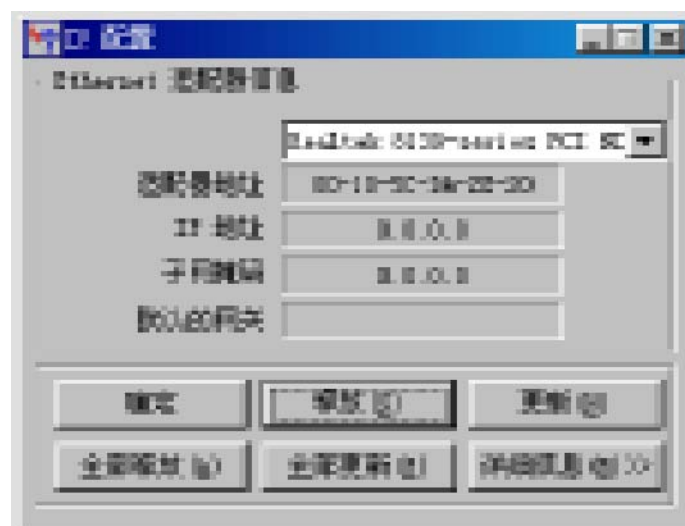 IP 配置
Ethernet 适配器信息
Realtek 8139-series PCI NI
适配器地址
IP 地址
0.0.0.0
子网掩码
0.0.0.0
默认的网关
确定
释放(S)
更新(N)
全部释放
全部更新
详细信息 >>